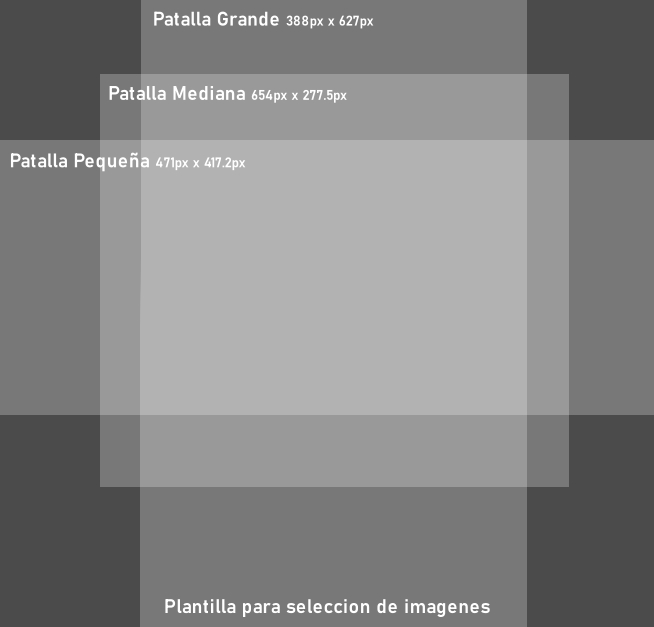 Patalla Grande 388px x 627px
Patalla Mediana 654px x 277.5px
Patalla Pequeña 471px x 417.2px
Plantilla para seleccion de imagenes